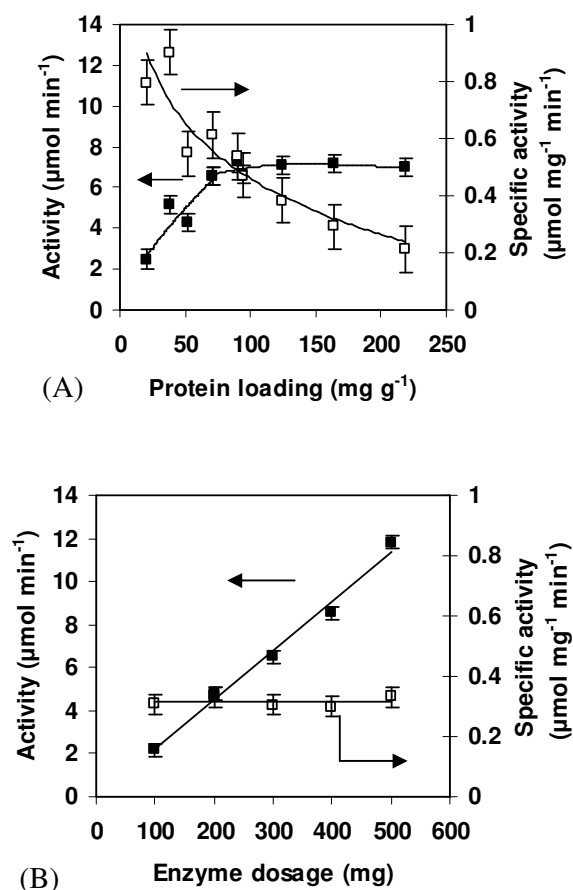 14
12
10
8
6
4
2
0
Activity (µmol min⁻¹)
1
0.8
0.6
0.4
0.2
0
Specific activity
(µmol mg⁻¹ min⁻¹)
0 50 100 150 200 250
(A) Protein loading (mg g⁻¹)
14
12
10
8
6
4
2
0
Activity (µmol min⁻¹)
1
0.8
0.6
0.4
0.2
0
Specific activity
(µmol mg⁻¹ min⁻¹)
0 100 200 300 400 500 600
(B) Enzyme dosage (mg)